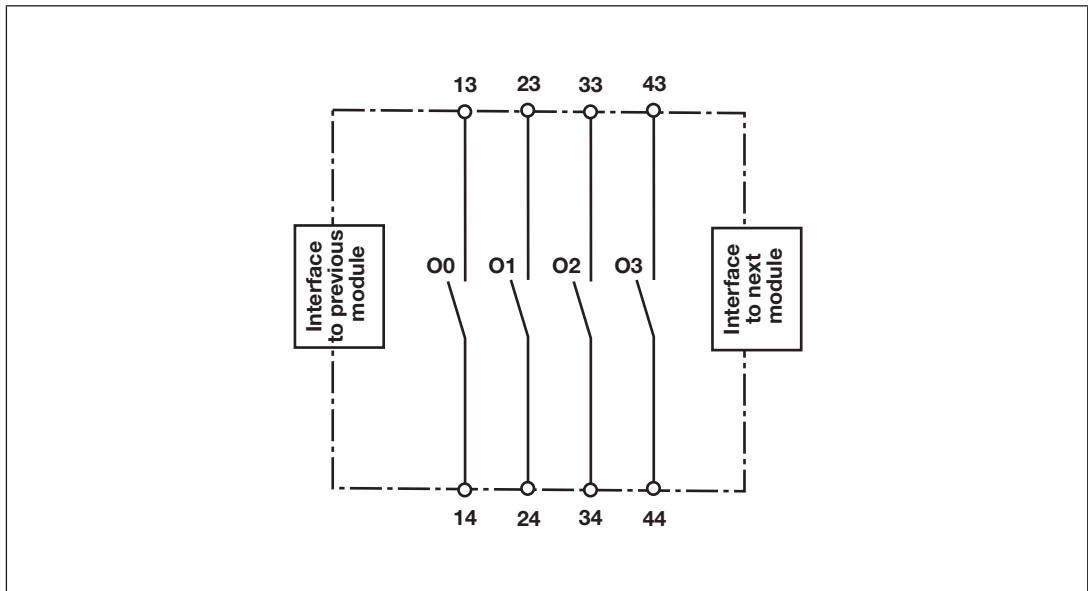 13 23 33 43
Interface
to previous
module
O0 O1 O2 O3
Interface
to next
module
14 24 34 44